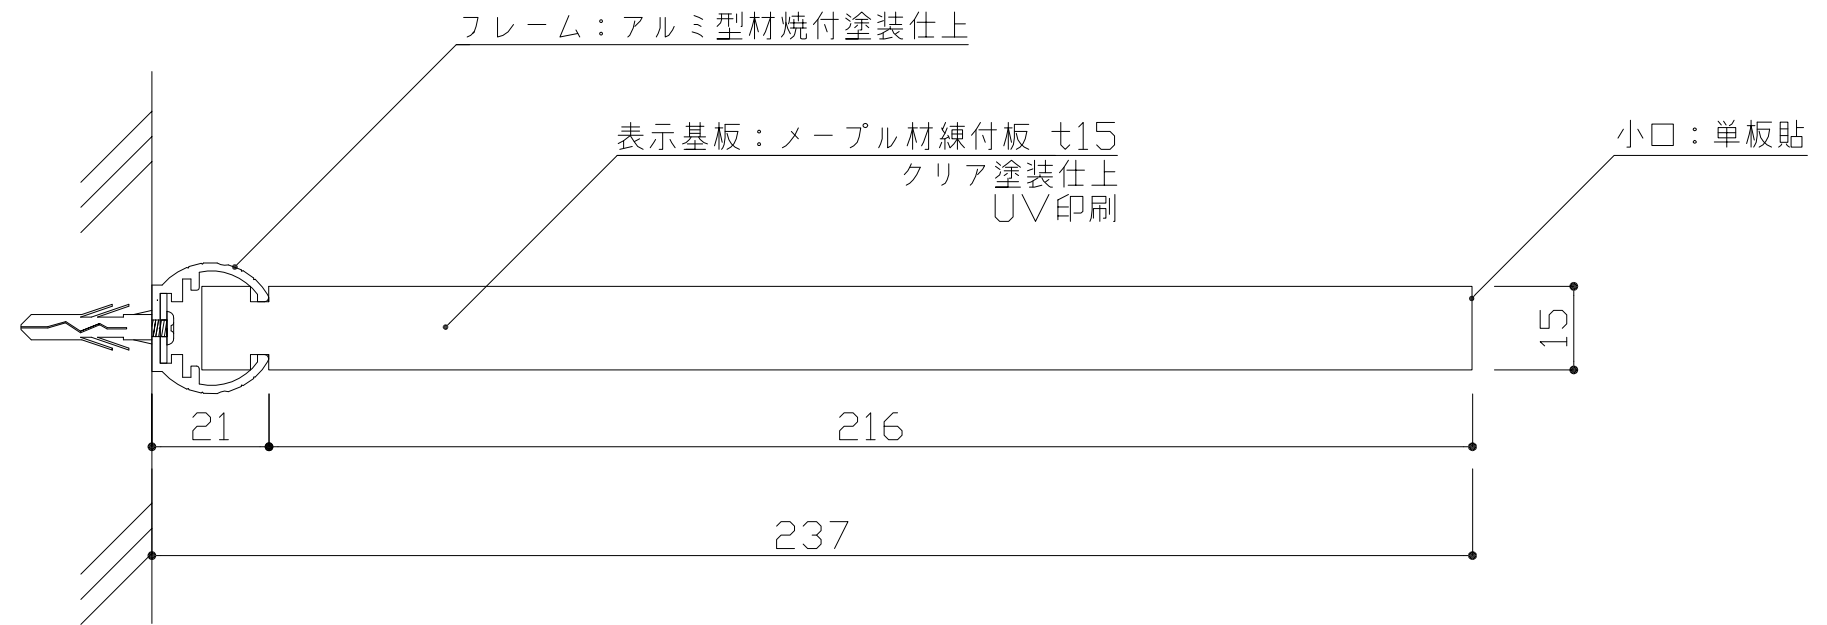 フレーム：アルミ型材焼付塗装仕上
表示基板：メープル材練付板 t15
クリア塗装仕上
UV印刷
小口：単板貼
15
21
216
237